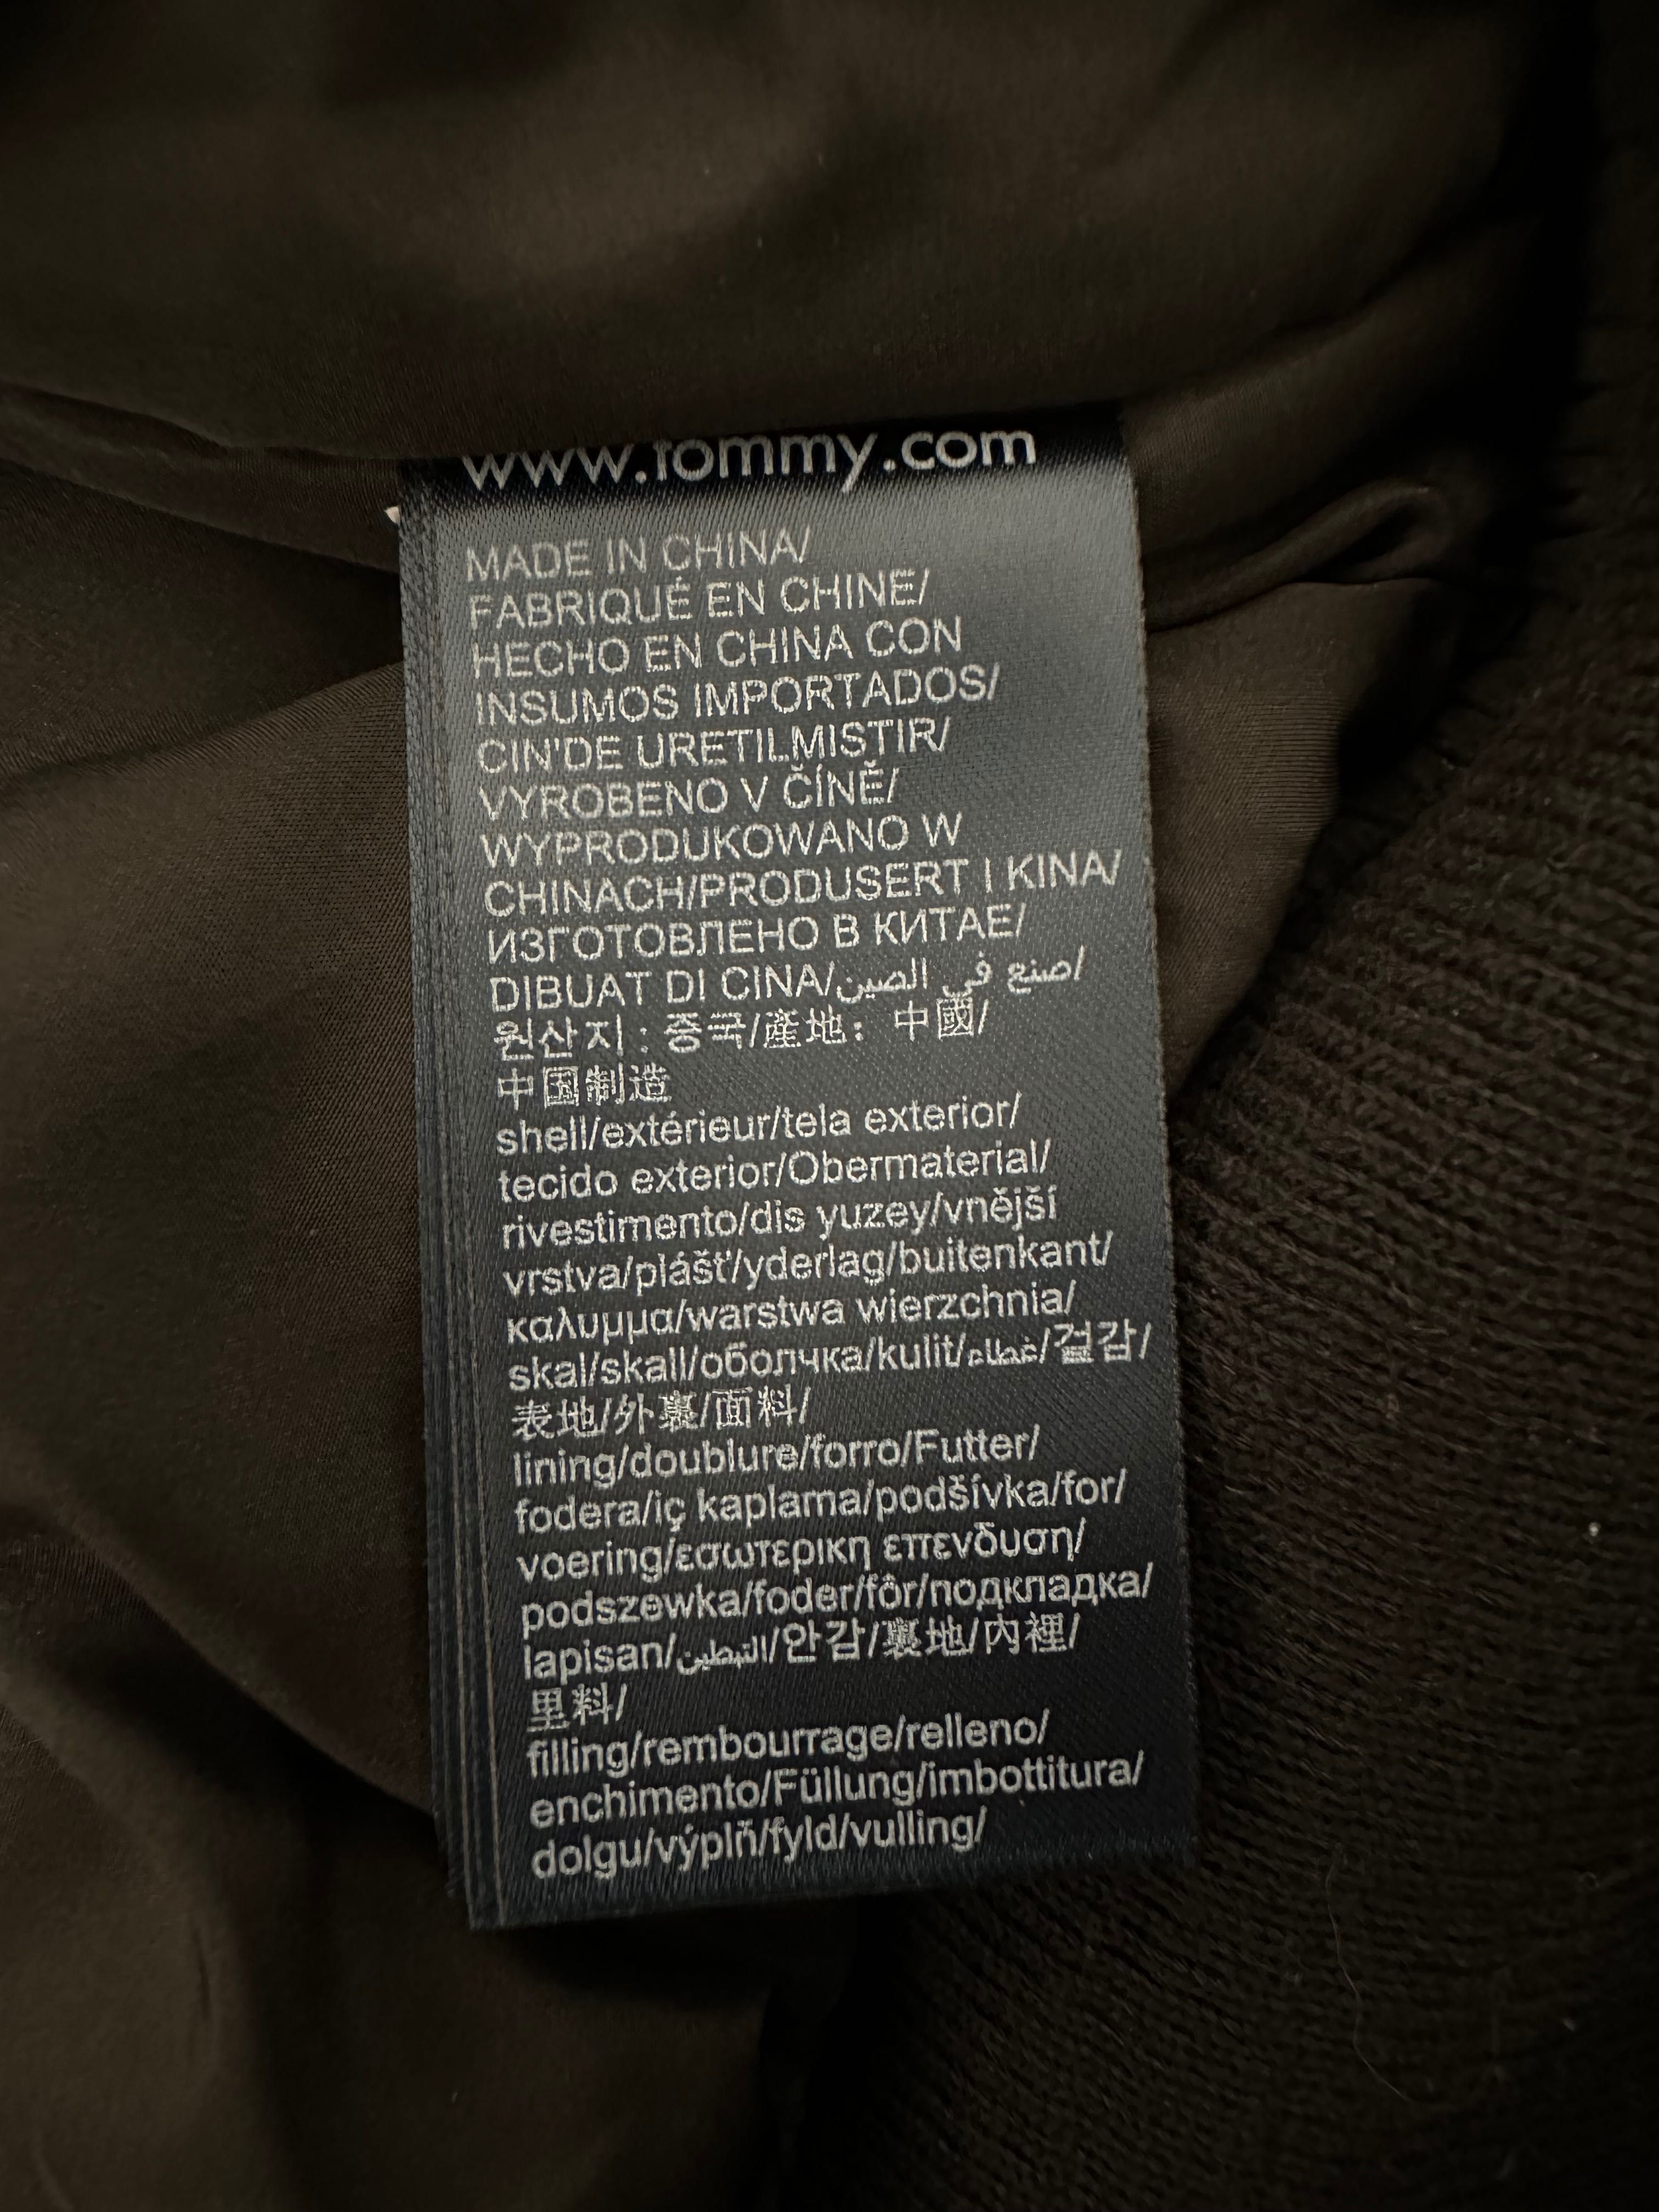 www.tommy.com
MADE IN CHINA/
FABRIQUÉ EN CHINE/
HECHO EN CHINA CON
INSUMOS IMPORTADOS/
CIN'DE URETILMISTIR/
VYROBENO V ČÍNĚ/
WYPRODUKOWANO W
CHINACH/PRODUSERT I KINA/
ИЗГОТОВЛЕНО В КИТАЕ/
DIBUAT DI CINA/صنع في الصين/
원산지 : 중국/産地: 中國/
中国制造
shell/extérieur/tela exterior/
tecido exterior/Obermaterial/
rivestimento/dis yuzey/vnější
vrstva/plášť/yderlag/buitenkant/
καλυμμα/warstwa wierzchnia/
skal/skall/оболчка/kulit/غطاء/겉감/
表地/外裏/面料/
lining/doublure/forro/Futter/
fodera/iç kaplama/podšívka/for/
voering/εσωτερικη επενδυση/
podszewka/foder/fôr/подкладка/
lapisan/التبطين/안감/裏地/內裡/
里料/
filling/rembourrage/relleno/
enchimento/Füllung/imbottitura/
dolgu/výplň/fyld/vulling/